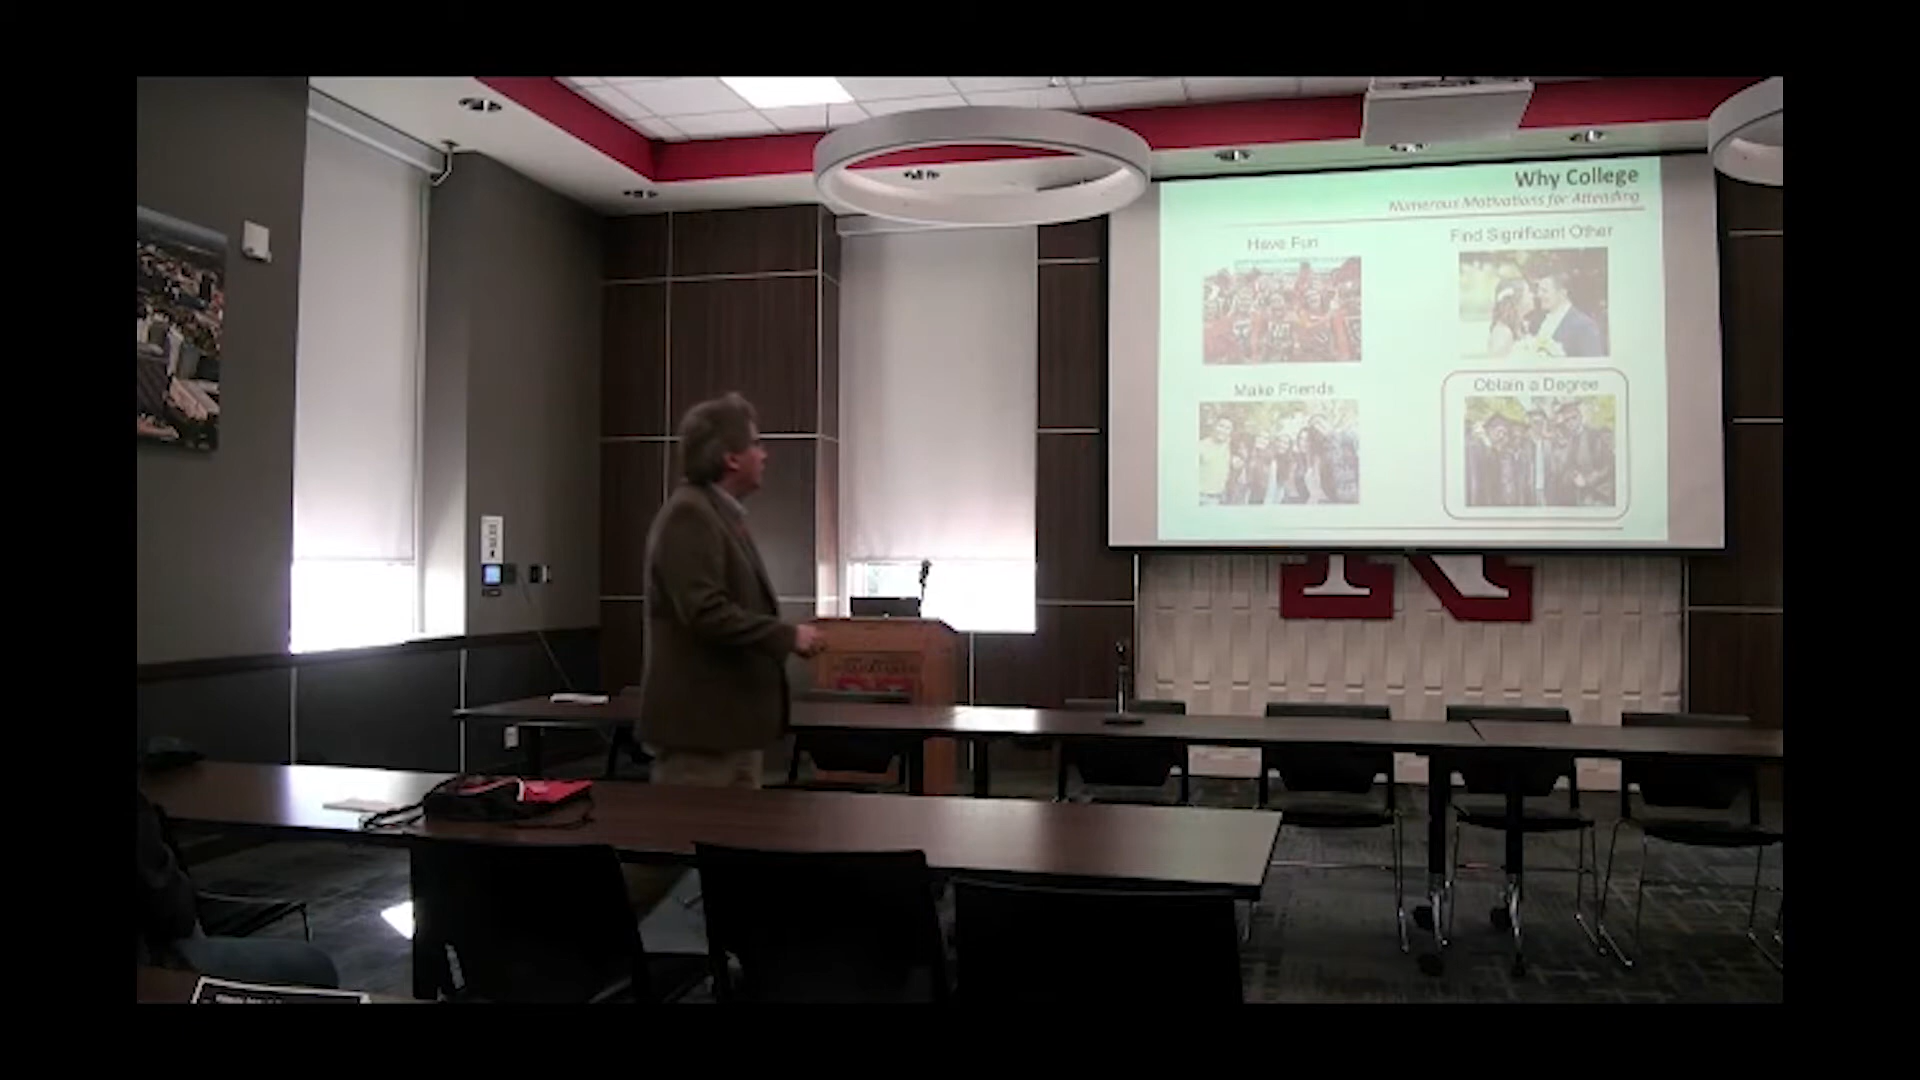 Why College
Numerous Motivations for Attending
Have Fun
Find Significant Other
Make Friends
Obtain a Degree
N